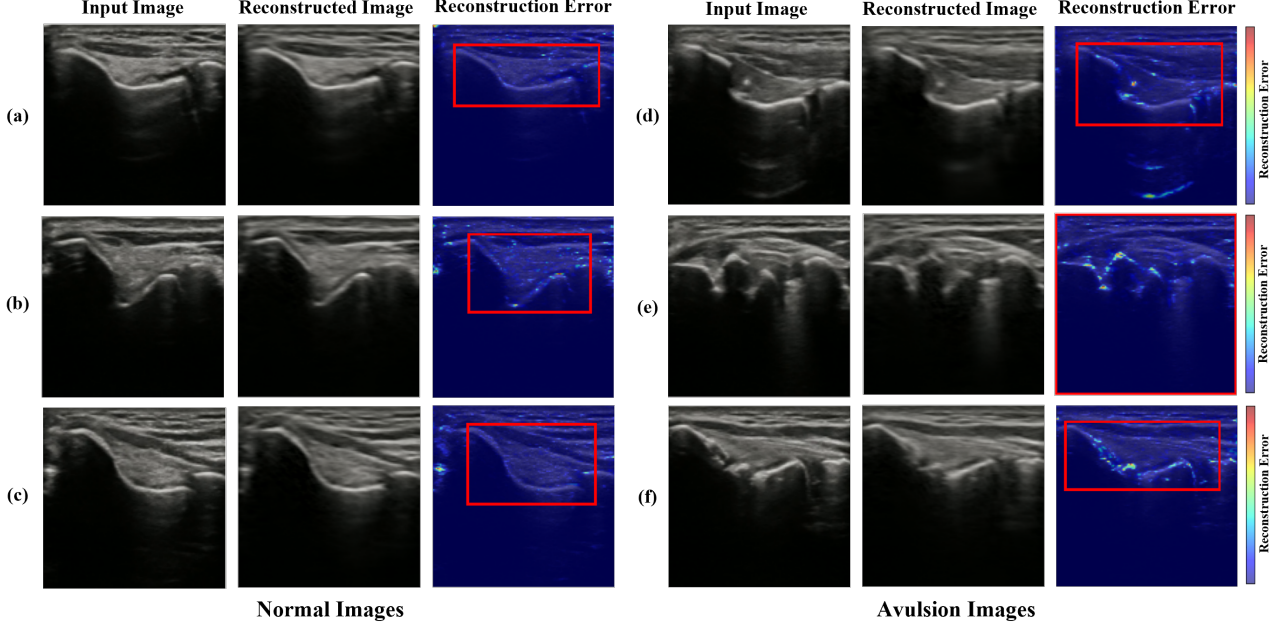 Input Image Reconstructed Image Reconstruction Error Input Image Reconstructed Image Reconstruction Error
(a) (d) Reconstruction Error
(b) (e) Reconstruction Error
(c) (f) Reconstruction Error
Normal Images Avulsion Images